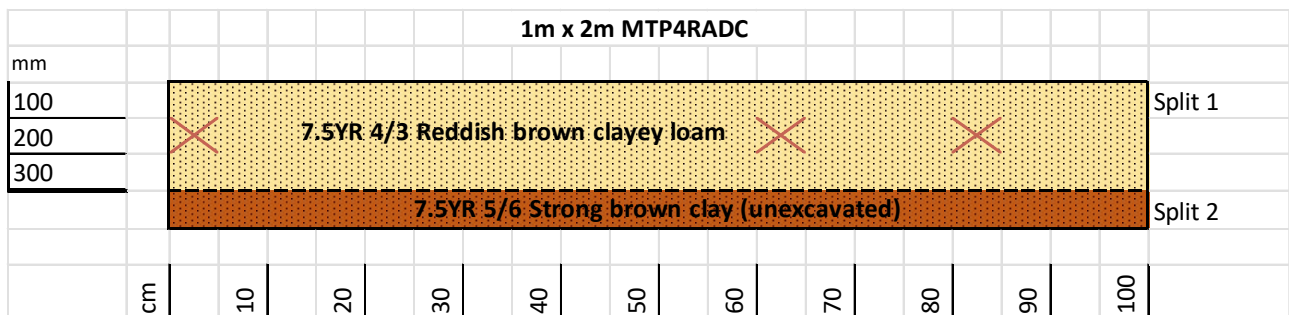 1m x 2m MTP4RADC
mm
100
Split 1
200
7.5YR 4/3 Reddish brown clayey loam
300
7.5YR 5/6 Strong brown clay (unexcavated)
Split 2
cm 10 20 30 40 50 60 70 80 90 100